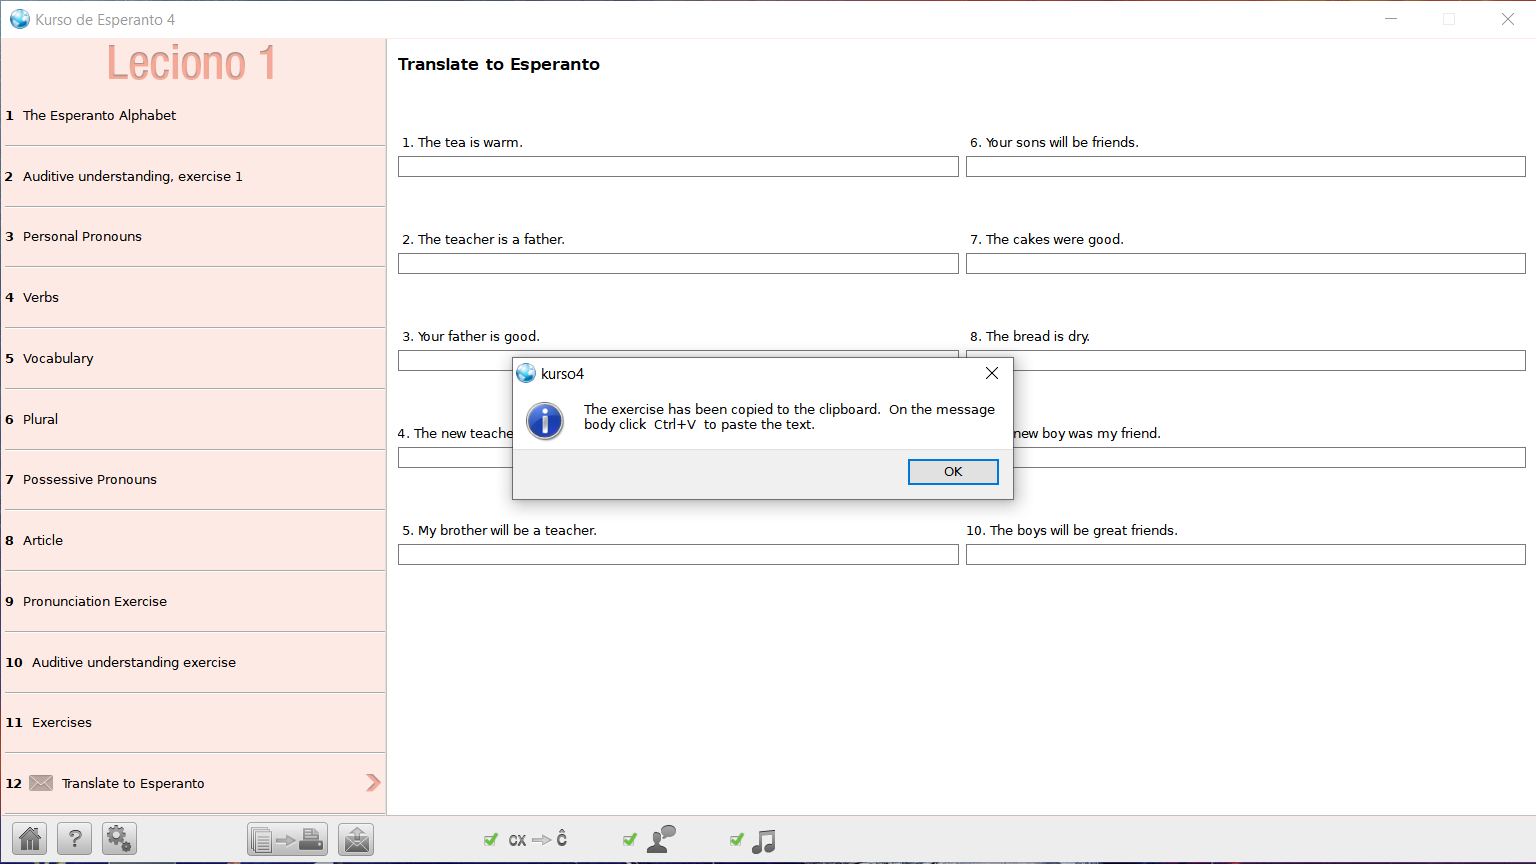 Kurso de Esperanto 4
Leciono 1
1 The Esperanto Alphabet
2 Auditive understanding, exercise 1
3 Personal Pronouns
4 Verbs
5 Vocabulary
6 Plural
7 Possessive Pronouns
8 Article
9 Pronunciation Exercise
10 Auditive understanding exercise
11 Exercises
12 Translate to Esperanto
Translate to Esperanto
1. The tea is warm.
2. The teacher is a father.
3. Your father is good.
4. The new
5. My brother will be a teacher.
6. Your sons will be friends.
7. The cakes were good.
8. The bread is dry.
new boy was my friend.
10. The boys will be great friends.
kurso4
The exercise has been copied to the clipboard.  On the message
body click  Ctrl+V  to paste the text.
OK
?
cx Ĉ